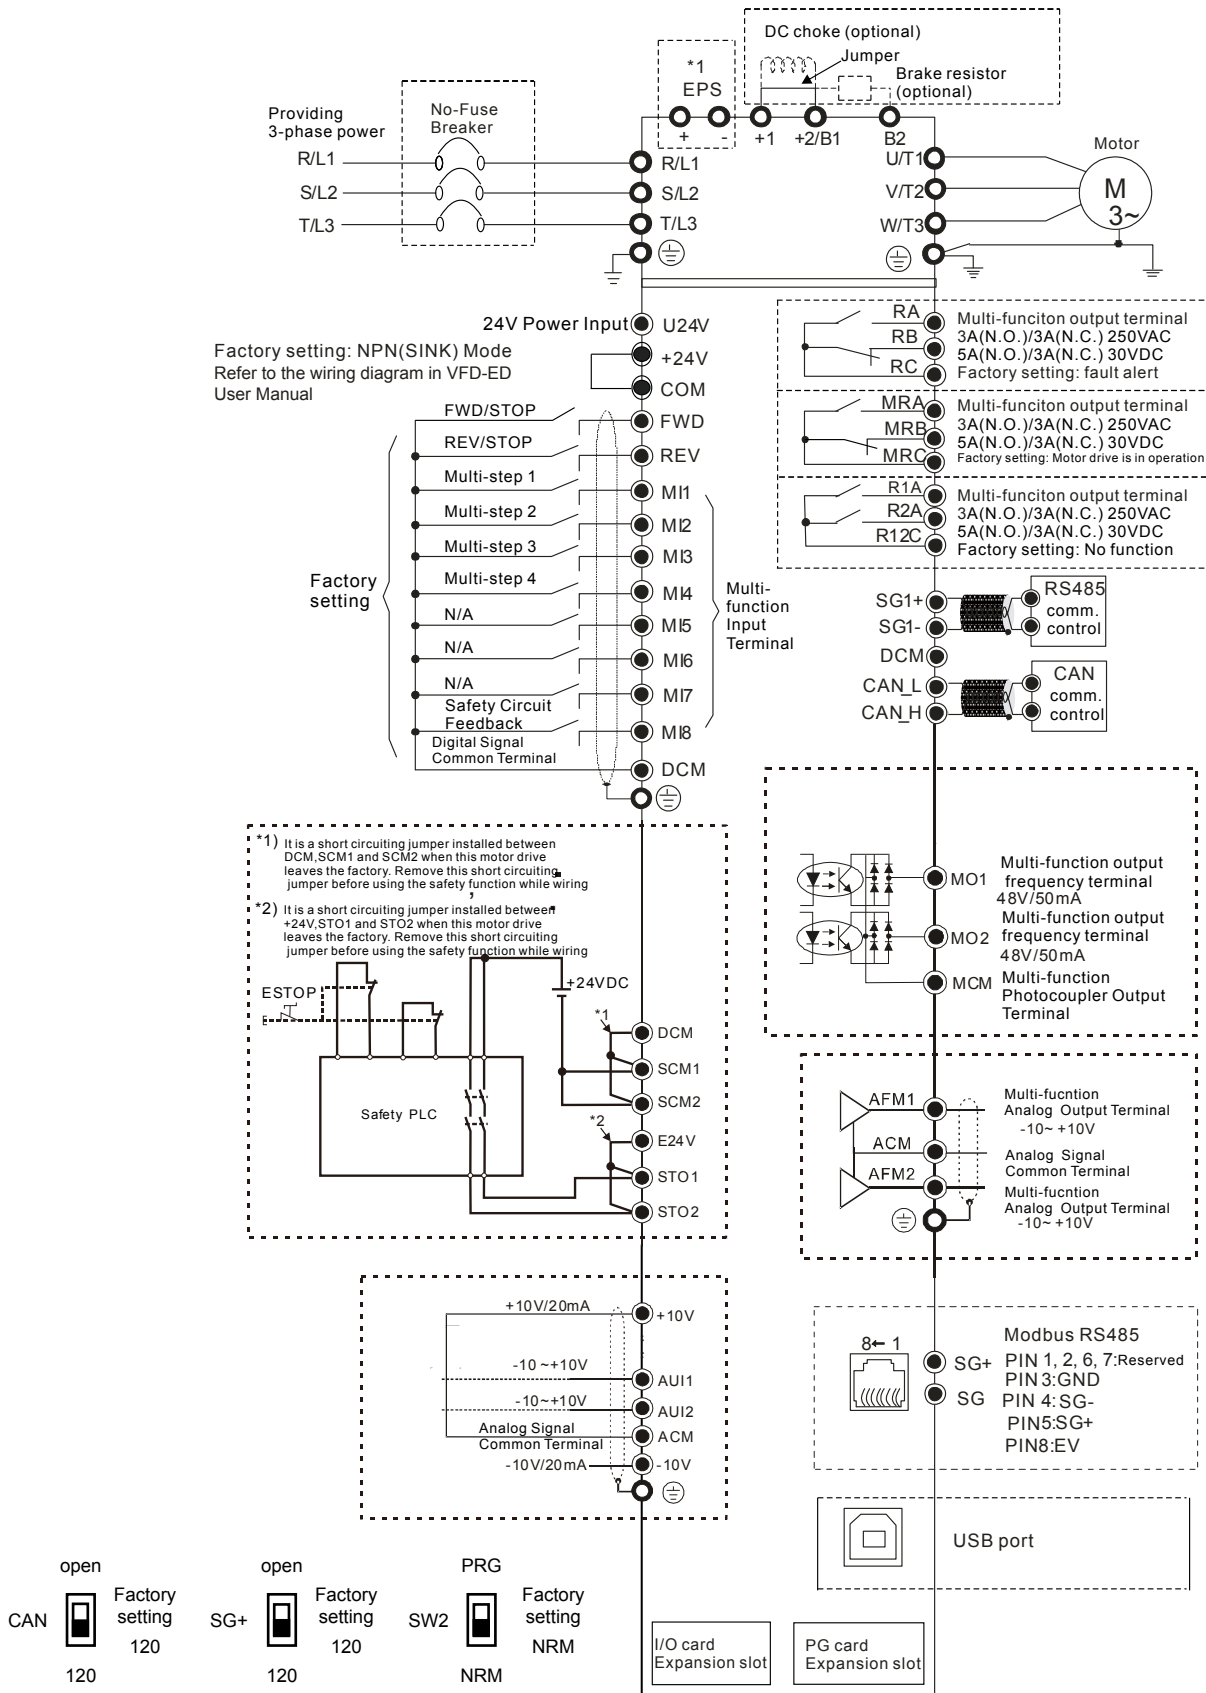 DC choke (optional)
Jumper
Brake resistor
(optional)
*1
EPS
+
-
+1
+2/B1
B2
Providing
3-phase power
No-Fuse
Breaker
R/L1
R/L1
S/L2
S/L2
T/L3
T/L3
U/T1
V/T2
W/T3
Motor
M
3~
24V Power Input
U24V
Factory setting: NPN(SINK) Mode
Refer to the wiring diagram in VFD-ED
User Manual
+24V
COM
FWD/STOP
FWD
REV/STOP
REV
Multi-step 1
MI1
Multi-step 2
MI2
Multi-step 3
MI3
Multi-step 4
MI4
N/A
MI5
N/A
MI6
N/A
MI7
Safety Circuit
Feedback
MI8
Digital Signal
Common Terminal
DCM
Factory
setting
Multi-
function
Input
Terminal
RA
RB
RC
Multi-funciton output terminal
3A(N.O.)/3A(N.C.) 250VAC
5A(N.O.)/3A(N.C.) 30VDC
Factory setting: fault alert
MRA
MRB
MRC
Multi-funciton output terminal
3A(N.O.)/3A(N.C.) 250VAC
5A(N.O.)/3A(N.C.) 30VDC
Factory setting: Motor drive is in operation
R1A
R2A
R12C
Multi-funciton output terminal
3A(N.O.)/3A(N.C.) 250VAC
5A(N.O.)/3A(N.C.) 30VDC
Factory setting: No function
SG1+
SG1-
DCM
CAN_L
CAN_H
RS485
comm.
control
CAN
comm.
control
*1) It is a short circuiting jumper installed between
DCM,SCM1 and SCM2 when this motor drive
leaves the factory. Remove this short circuiting
jumper before using the safety function while wiring
,
*2) It is a short circuiting jumper installed between
+24V,STO1 and STO2 when this motor drive
leaves the factory. Remove this short circuiting
jumper before using the safety function while wiring
ESTOP
+24VDC
Safety PLC
*1
DCM
SCM1
SCM2
*2
E24V
STO1
STO2
MO1
Multi-function output
frequency terminal
48V/50mA
MO2
Multi-function output
frequency terminal
48V/50mA
MCM
Multi-function
Photocoupler Output
Terminal
AFM1
Multi-fucntion
Analog Output Terminal
-10~ +10V
ACM
Analog Signal
Common Terminal
AFM2
Multi-fucntion
Analog Output Terminal
-10~ +10V
+10V/20mA
+10V
-10~+10V
AUI1
-10~+10V
AUI2
Analog Signal
Common Terminal
ACM
-10V/20mA
-10V
8← 1
SG+
SG
Modbus RS485
PIN 1, 2, 6, 7:Reserved
PIN 3:GND
PIN 4: SG-
PIN5:SG+
PIN8:EV
USB port
CAN
open
120
Factory
setting
120
SG+
open
120
Factory
setting
120
SW2
PRG
NRM
Factory
setting
NRM
I/O card
Expansion slot
PG card
Expansion slot